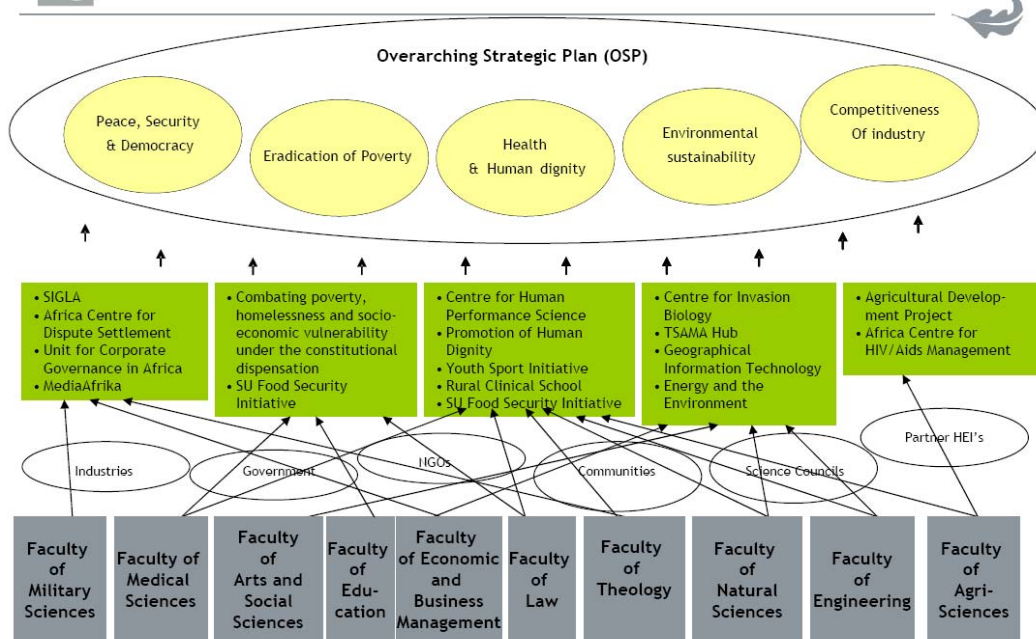 Overarching Strategic Plan (OSP)
Peace, Security
& Democracy
Eradication of Poverty
Health
& Human dignity
Environmental
sustainability
Competitiveness
Of industry
• SIGLA
• Africa Centre for
Dispute Settlement
• Unit for Corporate
Governance in Africa
• MediaAfrika
• Combating poverty,
homelessness and socio-
economic vulnerability
under the constitutional
dispensation
• SU Food Security
Initiative
• Centre for Human
Performance Science
• Promotion of Human
Dignity
• Youth Sport Initiative
• Rural Clinical School
• SU Food Security Initiative
• Centre for Invasion
Biology
• TSAMA Hub
• Geographical
Information Technology
• Energy and the
Environment
• Agricultural Develop-
ment Project
• Africa Centre for
HIV/Aids Management
Industries
Government
NGOs
Communities
Science Councils
Partner HEI's
Faculty
of
Military
Sciences
Faculty of
Medical
Sciences
Faculty
of
Arts and
Social
Sciences
Faculty
of
Edu-
cation
Faculty
of Economic
and
Business
Management
Faculty
of
Law
Faculty
of
Theology
Faculty
of
Natural
Sciences
Faculty
of
Engineering
Faculty
of
Agri-
Sciences